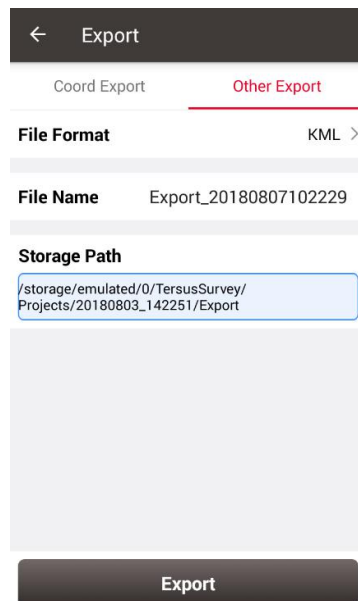 Export
Coord Export Other Export
File Format KML
File Name Export_20180807102229
Storage Path
/storage/emulated/0/TersusSurvey/
Projects/20180803_142251/Export
Export